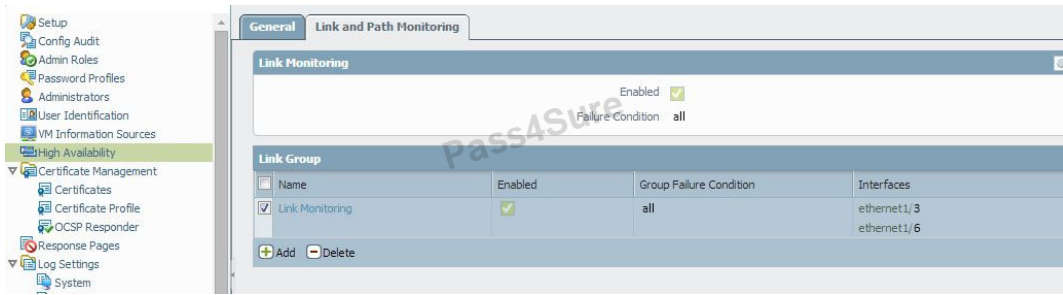 Setup
Config Audit
Admin Roles
Password Profiles
Administrators
User Identification
VM Information Sources
High Availability
Certificate Management
Certificates
Certificate Profile
OCSP Responder
Response Pages
Log Settings
System
General Link and Path Monitoring
Link Monitoring
Enabled
Failure Condition all
Pass4Sure
Link Group
Name Enabled Group Failure Condition Interfaces
Link Monitoring all ethernet1/3
ethernet1/6
Add Delete